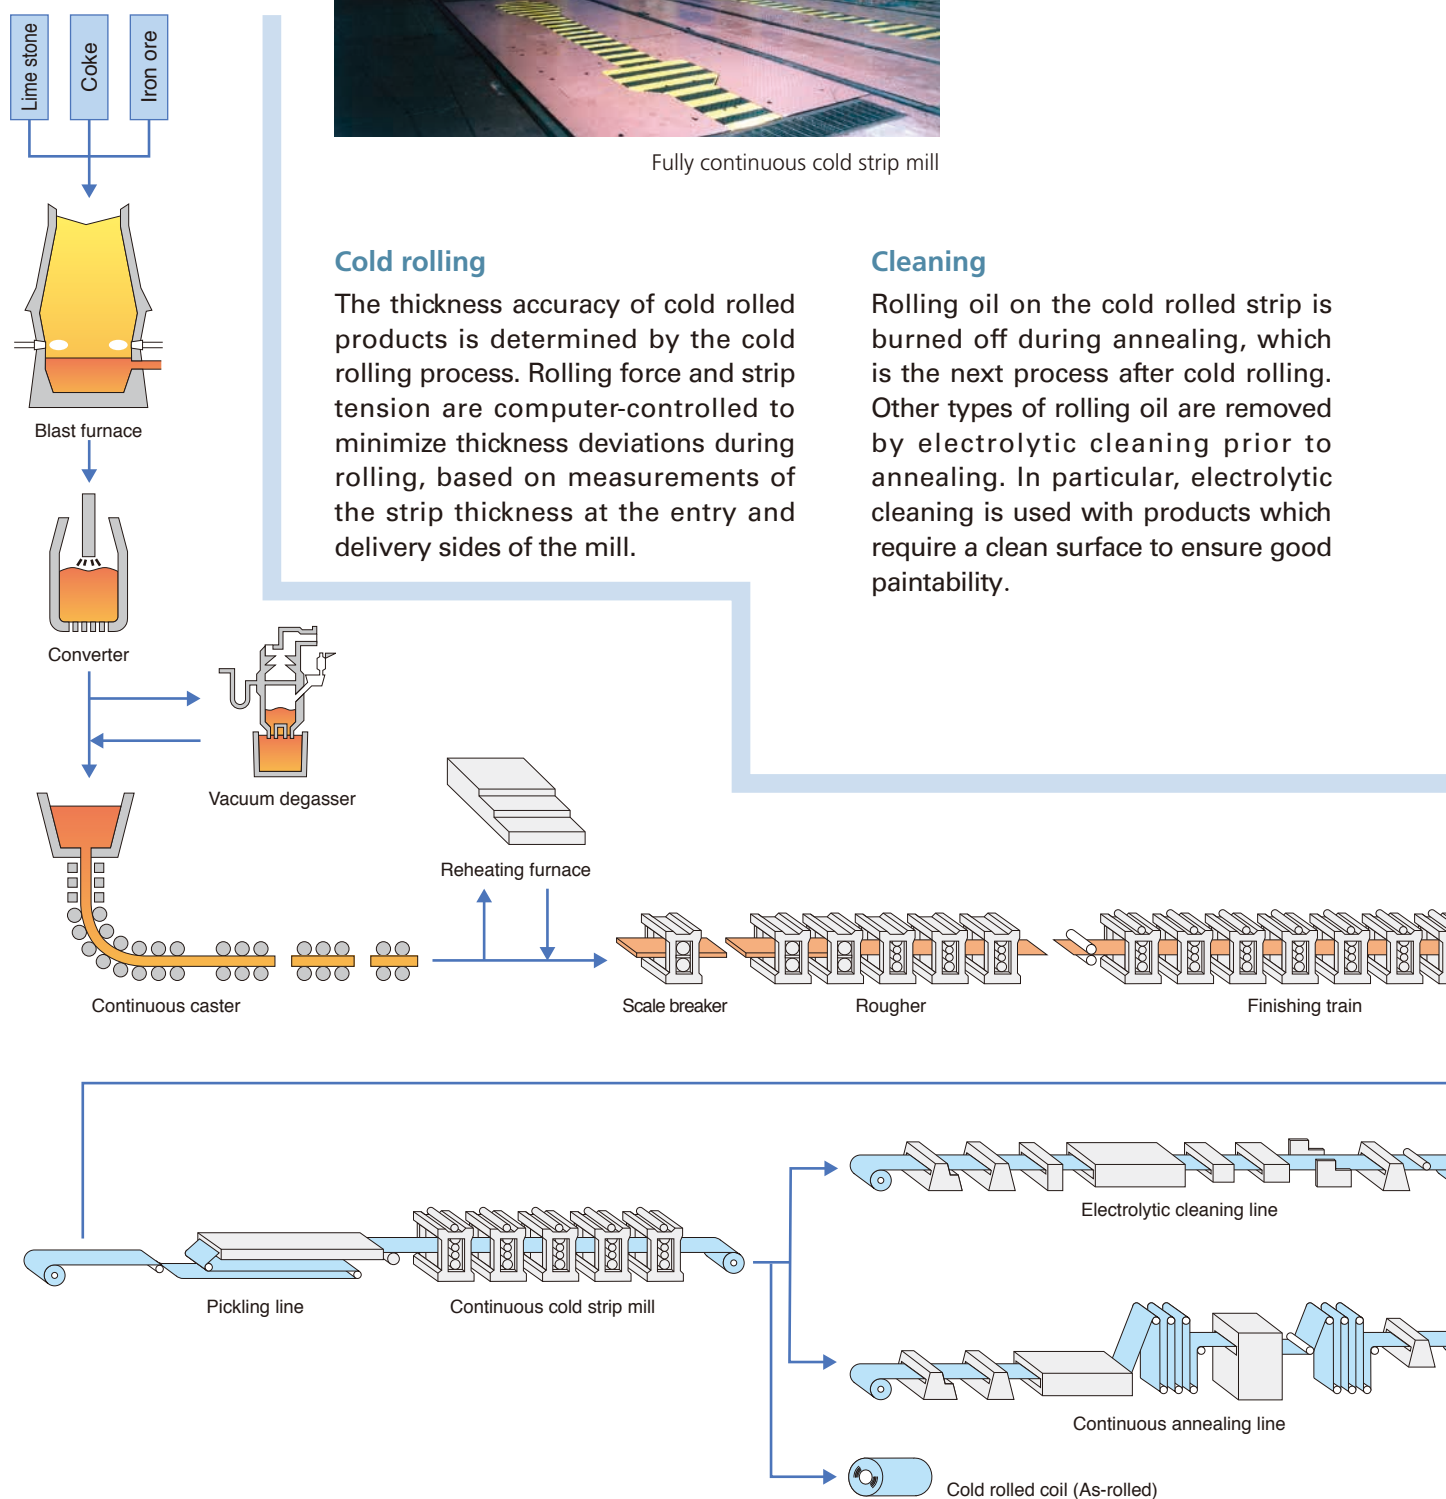 Lime stone
Coke
Iron ore
Fully continuous cold strip mill
Cold rolling
The thickness accuracy of cold rolled
products is determined by the cold
rolling process. Rolling force and strip
tension are computer-controlled to
minimize thickness deviations during
rolling, based on measurements of
the strip thickness at the entry and
delivery sides of the mill.
Cleaning
Rolling oil on the cold rolled strip is
burned off during annealing, which
is the next process after cold rolling.
Other types of rolling oil are removed
by electrolytic cleaning prior to
annealing. In particular, electrolytic
cleaning is used with products which
require a clean surface to ensure good
paintability.
Blast furnace
Converter
Vacuum degasser
Reheating furnace
Continuous caster
Scale breaker
Rougher
Finishing train
Electrolytic cleaning line
Pickling line
Continuous cold strip mill
Continuous annealing line
Cold rolled coil (As-rolled)